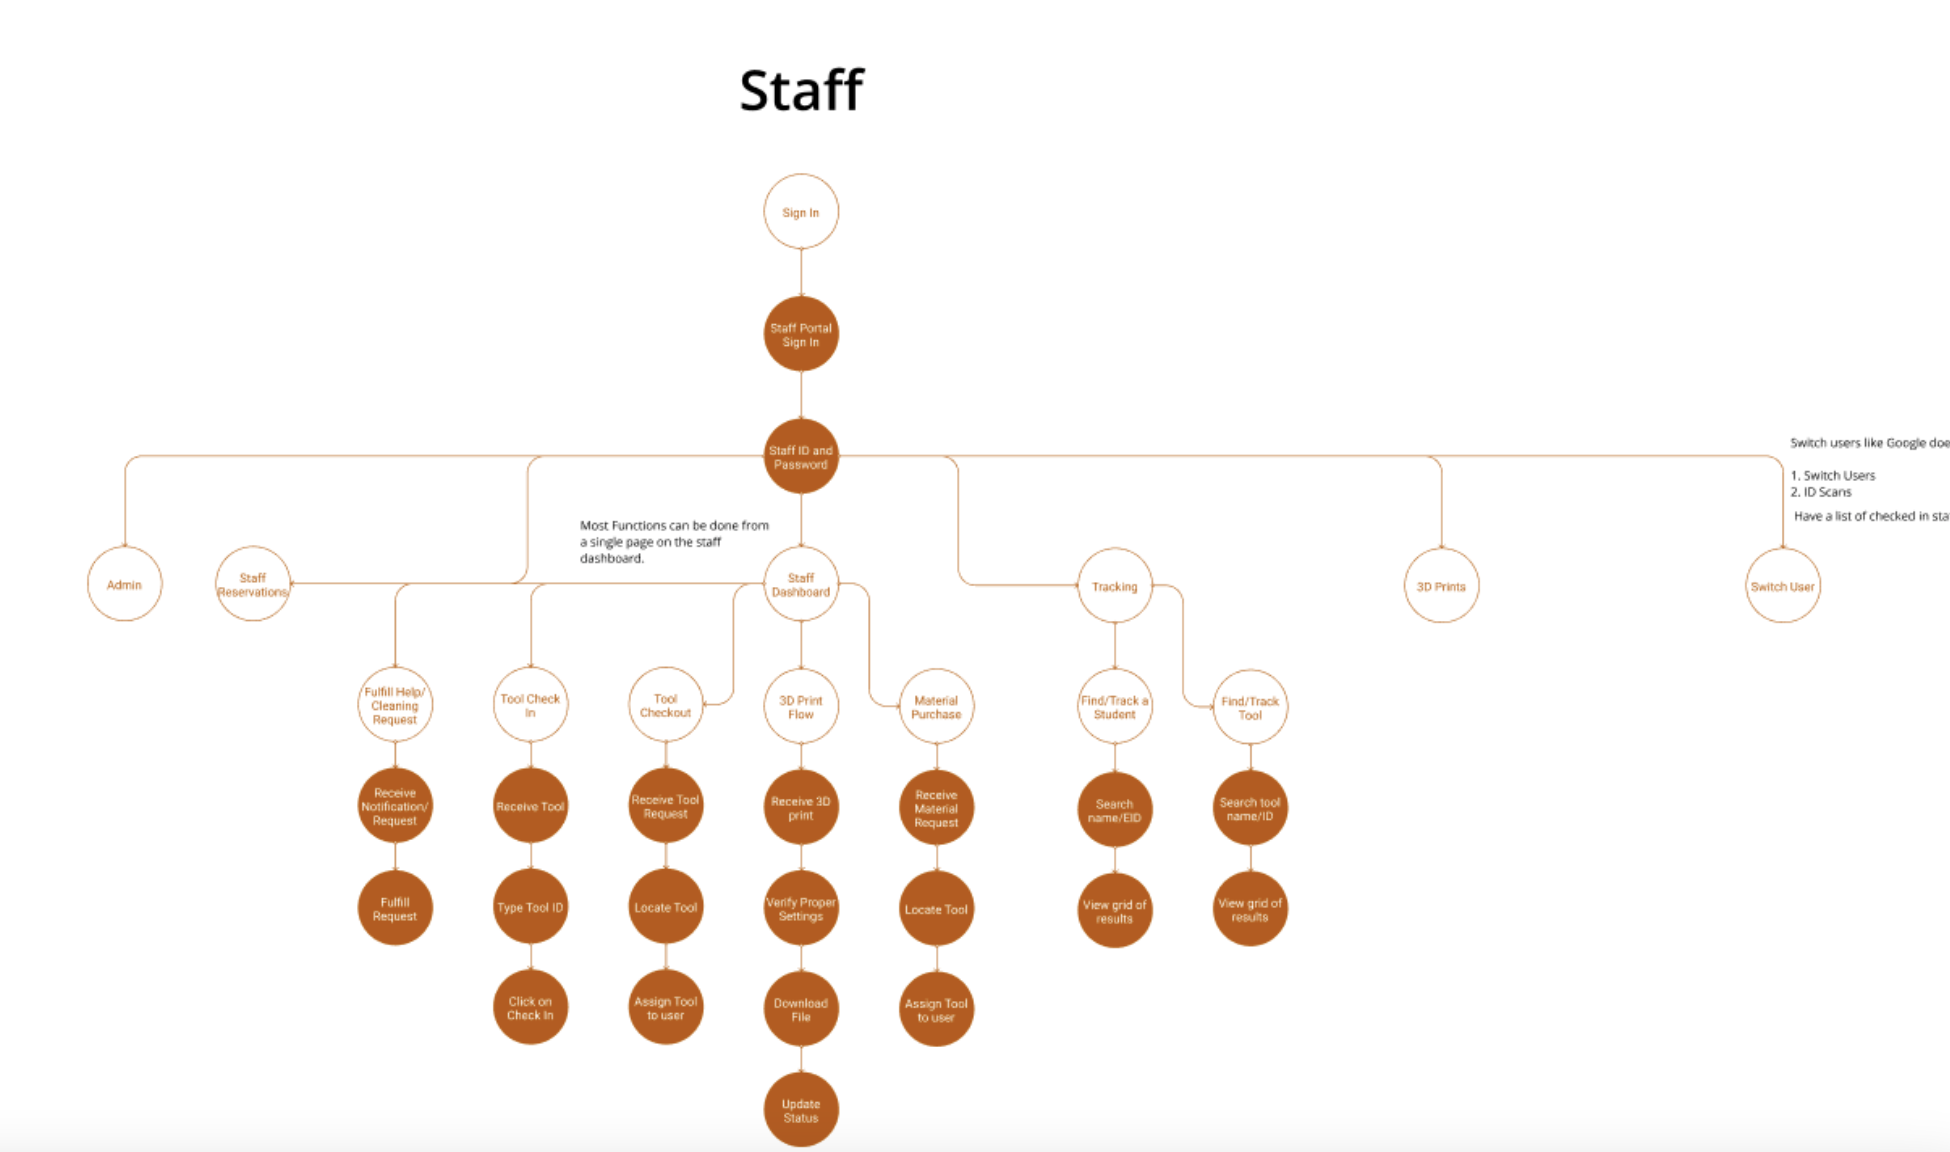 Staff
Sign In
Staff Portal
Sign In
Staff ID and
Password
Switch users like Google doe
1. Switch Users
2. ID Scans
Have a list of checked in sta
Most Functions can be done from
a single page on the staff
dashboard.
Admin
Staff
Reservations
Staff
Dashboard
Tracking
3D Prints
Switch User
Fulfill Help/
Cleaning
Request
Tool Check
In
Tool
Checkout
3D Print
Flow
Material
Purchase
Find/Track a
Student
Find/Track
Tool
Receive
Notification/
Request
Receive Tool
Receive Tool
Request
Receive 3D
print
Receive
Material
Request
Search
name/EID
Search tool
name/ID
Fulfill
Request
Type Tool ID
Locate Tool
Verify Proper
Settings
Locate Tool
View grid of
results
View grid of
results
Click on
Check In
Assign Tool
to user
Download
File
Assign Tool
to user
Update
Status